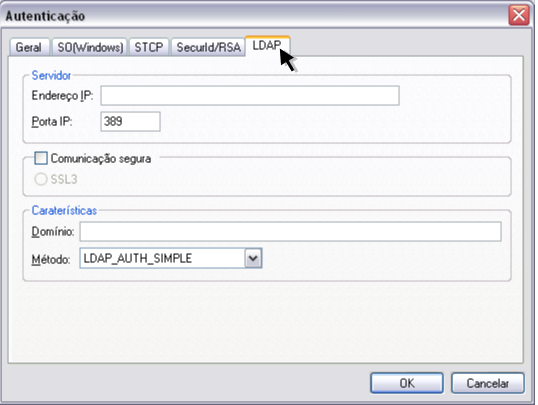 Autenticação
Geral SO(Windows) STCP SecurId/RSA LDAP
Servidor
Endereço IP:
Porta IP: 389
Comunicação segura
SSL3
Caraterísticas
Domínio:
Método: LDAP_AUTH_SIMPLE
OK Cancelar